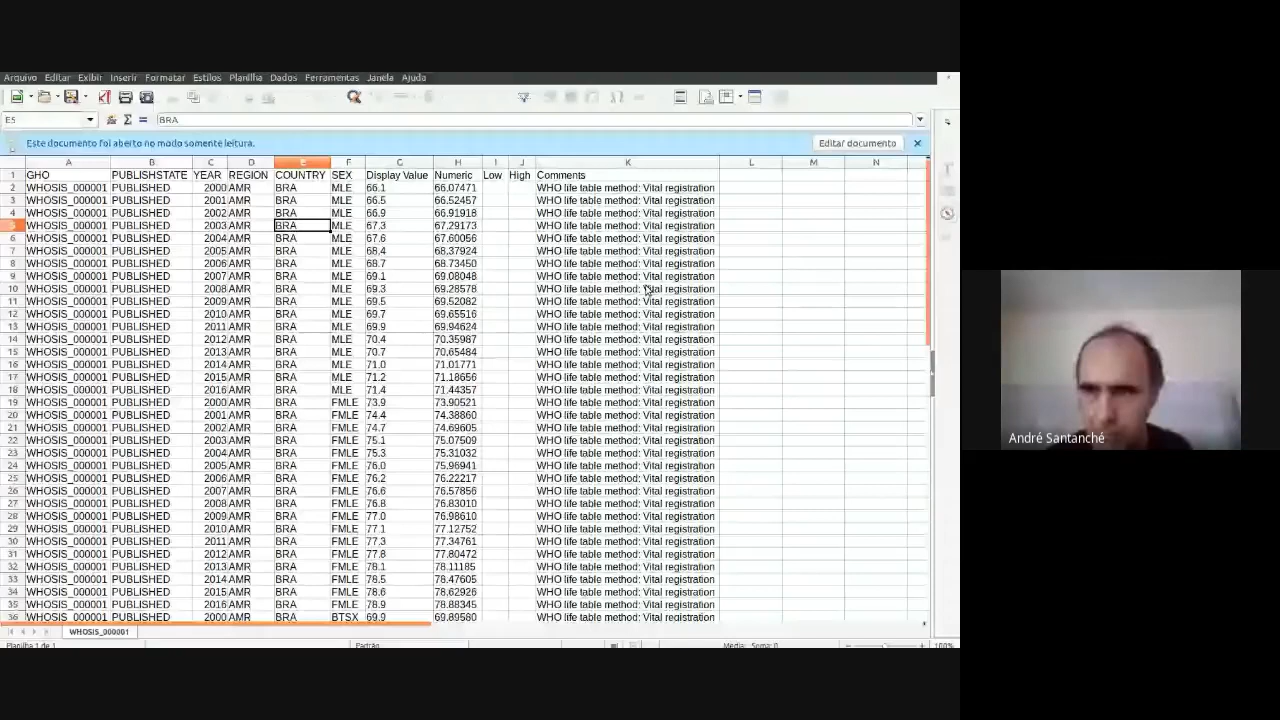 Arquivo Editar Exibir Inserir Formatar Estilos Planilha Dados Ferramentas Janela Ajuda
E5 BRA
Este documento foi aberto no modo somente leitura. Editar documento
A B C D E F G H I J K L M N
1 GHO PUBLISHSTATE YEAR REGION COUNTRY SEX Display Value Numeric Low High Comments
2 WHOSIS_000001 PUBLISHED 2000 AMR BRA MLE 66.1 66.07471 WHO life table method: Vital registration
3 WHOSIS_000001 PUBLISHED 2001 AMR BRA MLE 66.5 66.52457 WHO life table method: Vital registration
4 WHOSIS_000001 PUBLISHED 2002 AMR BRA MLE 66.9 66.91918 WHO life table method: Vital registration
5 WHOSIS_000001 PUBLISHED 2003 AMR BRA MLE 67.3 67.29173 WHO life table method: Vital registration
6 WHOSIS_000001 PUBLISHED 2004 AMR BRA MLE 67.6 67.60056 WHO life table method: Vital registration
7 WHOSIS_000001 PUBLISHED 2005 AMR BRA MLE 68.4 68.37924 WHO life table method: Vital registration
8 WHOSIS_000001 PUBLISHED 2006 AMR BRA MLE 68.7 68.73450 WHO life table method: Vital registration
9 WHOSIS_000001 PUBLISHED 2007 AMR BRA MLE 69.1 69.08048 WHO life table method: Vital registration
10 WHOSIS_000001 PUBLISHED 2008 AMR BRA MLE 69.3 69.28578 WHO life table method: Vital registration
11 WHOSIS_000001 PUBLISHED 2009 AMR BRA MLE 69.5 69.52082 WHO life table method: Vital registration
12 WHOSIS_000001 PUBLISHED 2010 AMR BRA MLE 69.7 69.65516 WHO life table method: Vital registration
13 WHOSIS_000001 PUBLISHED 2011 AMR BRA MLE 69.9 69.94624 WHO life table method: Vital registration
14 WHOSIS_000001 PUBLISHED 2012 AMR BRA MLE 70.4 70.35987 WHO life table method: Vital registration
15 WHOSIS_000001 PUBLISHED 2013 AMR BRA MLE 70.7 70.65484 WHO life table method: Vital registration
16 WHOSIS_000001 PUBLISHED 2014 AMR BRA MLE 71.0 71.01771 WHO life table method: Vital registration
17 WHOSIS_000001 PUBLISHED 2015 AMR BRA MLE 71.2 71.18656 WHO life table method: Vital registration
18 WHOSIS_000001 PUBLISHED 2016 AMR BRA MLE 71.4 71.44357 WHO life table method: Vital registration
19 WHOSIS_000001 PUBLISHED 2000 AMR BRA FMLE 73.9 73.90521 WHO life table method: Vital registration
20 WHOSIS_000001 PUBLISHED 2001 AMR BRA FMLE 74.4 74.38860 WHO life table method: Vital registration
21 WHOSIS_000001 PUBLISHED 2002 AMR BRA FMLE 74.7 74.69605 WHO life table method: Vital registration
22 WHOSIS_000001 PUBLISHED 2003 AMR BRA FMLE 75.1 75.07509 WHO life table method: Vital registration
23 WHOSIS_000001 PUBLISHED 2004 AMR BRA FMLE 75.3 75.31032 WHO life table method: Vital registration
24 WHOSIS_000001 PUBLISHED 2005 AMR BRA FMLE 76.0 75.96941 WHO life table method: Vital registration
25 WHOSIS_000001 PUBLISHED 2006 AMR BRA FMLE 76.2 76.22217 WHO life table method: Vital registration
26 WHOSIS_000001 PUBLISHED 2007 AMR BRA FMLE 76.6 76.57856 WHO life table method: Vital registration
27 WHOSIS_000001 PUBLISHED 2008 AMR BRA FMLE 76.8 76.83010 WHO life table method: Vital registration
28 WHOSIS_000001 PUBLISHED 2009 AMR BRA FMLE 77.0 76.98610 WHO life table method: Vital registration
29 WHOSIS_000001 PUBLISHED 2010 AMR BRA FMLE 77.1 77.12752 WHO life table method: Vital registration
30 WHOSIS_000001 PUBLISHED 2011 AMR BRA FMLE 77.3 77.34761 WHO life table method: Vital registration
31 WHOSIS_000001 PUBLISHED 2012 AMR BRA FMLE 77.8 77.80472 WHO life table method: Vital registration
32 WHOSIS_000001 PUBLISHED 2013 AMR BRA FMLE 78.1 78.11185 WHO life table method: Vital registration
33 WHOSIS_000001 PUBLISHED 2014 AMR BRA FMLE 78.5 78.47605 WHO life table method: Vital registration
34 WHOSIS_000001 PUBLISHED 2015 AMR BRA FMLE 78.6 78.62926 WHO life table method: Vital registration
35 WHOSIS_000001 PUBLISHED 2016 AMR BRA FMLE 78.9 78.88345 WHO life table method: Vital registration
36 WHOSIS_000001 PUBLISHED 2000 AMR BRA BTSX 69.9 69.89580 WHO life table method: Vital registration
WHOSIS_000001
Planilha 1 de 1 Padrão Média: Soma: 0 100%
André Santanchè